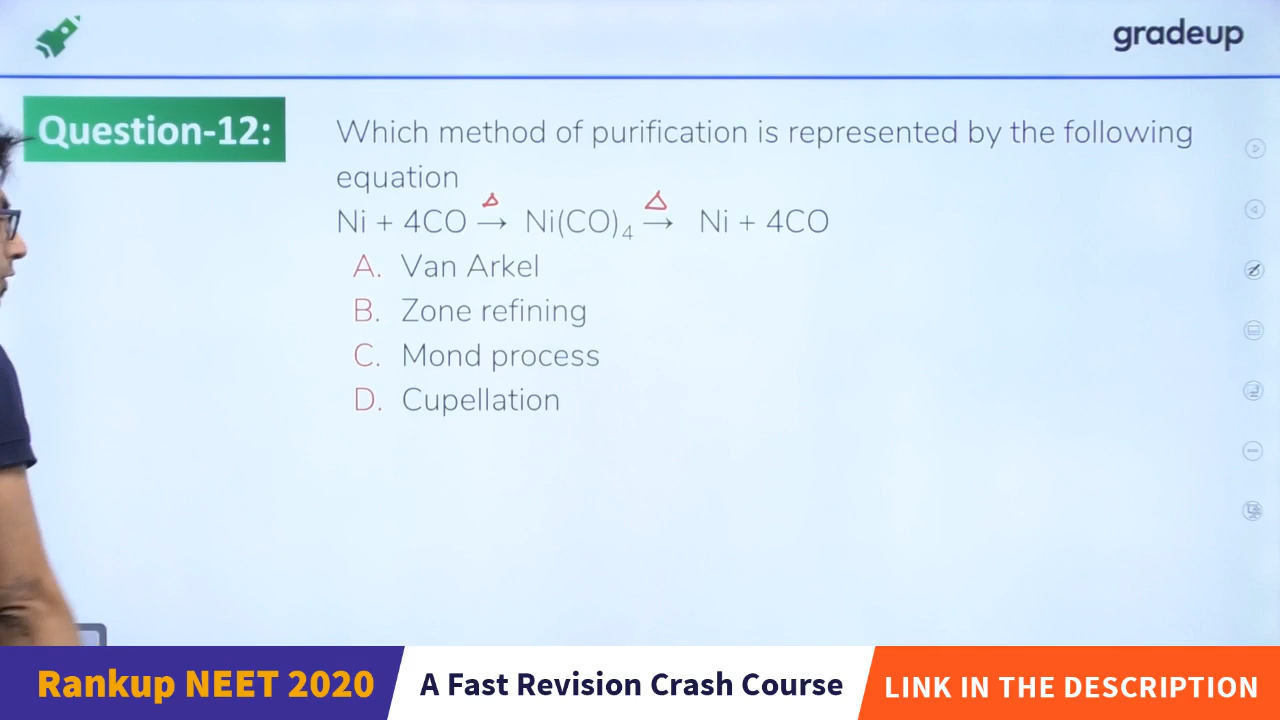 gradeup
Question-12:
Which method of purification is represented by the following
equation
Δ Δ
Ni + 4CO → Ni(CO)₄ → Ni + 4CO
A. Van Arkel
B. Zone refining
C. Mond process
D. Cupellation
Rankup NEET 2020
A Fast Revision Crash Course
LINK IN THE DESCRIPTION